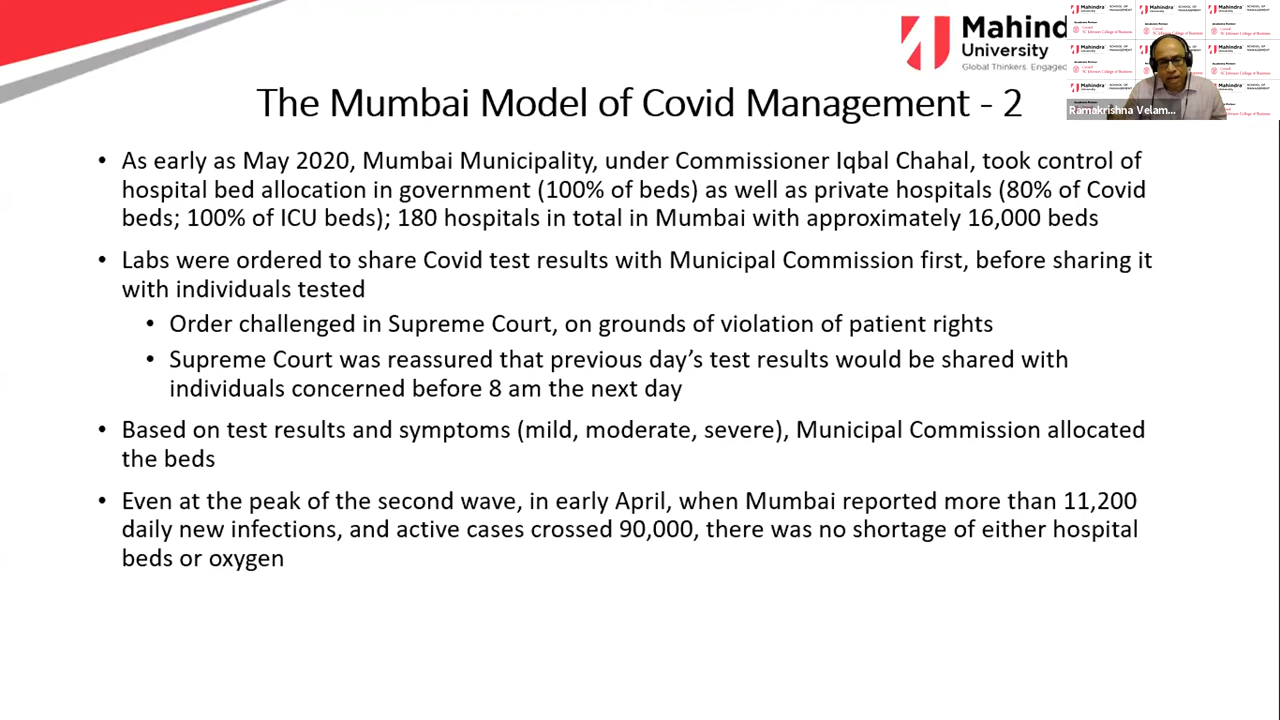 Mahind
University
Global Thinkers. Engaged
Ramakrishna Velam...
The Mumbai Model of Covid Management - 2
• As early as May 2020, Mumbai Municipality, under Commissioner Iqbal Chahal, took control of
hospital bed allocation in government (100% of beds) as well as private hospitals (80% of Covid
beds; 100% of ICU beds); 180 hospitals in total in Mumbai with approximately 16,000 beds
• Labs were ordered to share Covid test results with Municipal Commission first, before sharing it
with individuals tested
• Order challenged in Supreme Court, on grounds of violation of patient rights
• Supreme Court was reassured that previous day's test results would be shared with
individuals concerned before 8 am the next day
• Based on test results and symptoms (mild, moderate, severe), Municipal Commission allocated
the beds
• Even at the peak of the second wave, in early April, when Mumbai reported more than 11,200
daily new infections, and active cases crossed 90,000, there was no shortage of either hospital
beds or oxygen